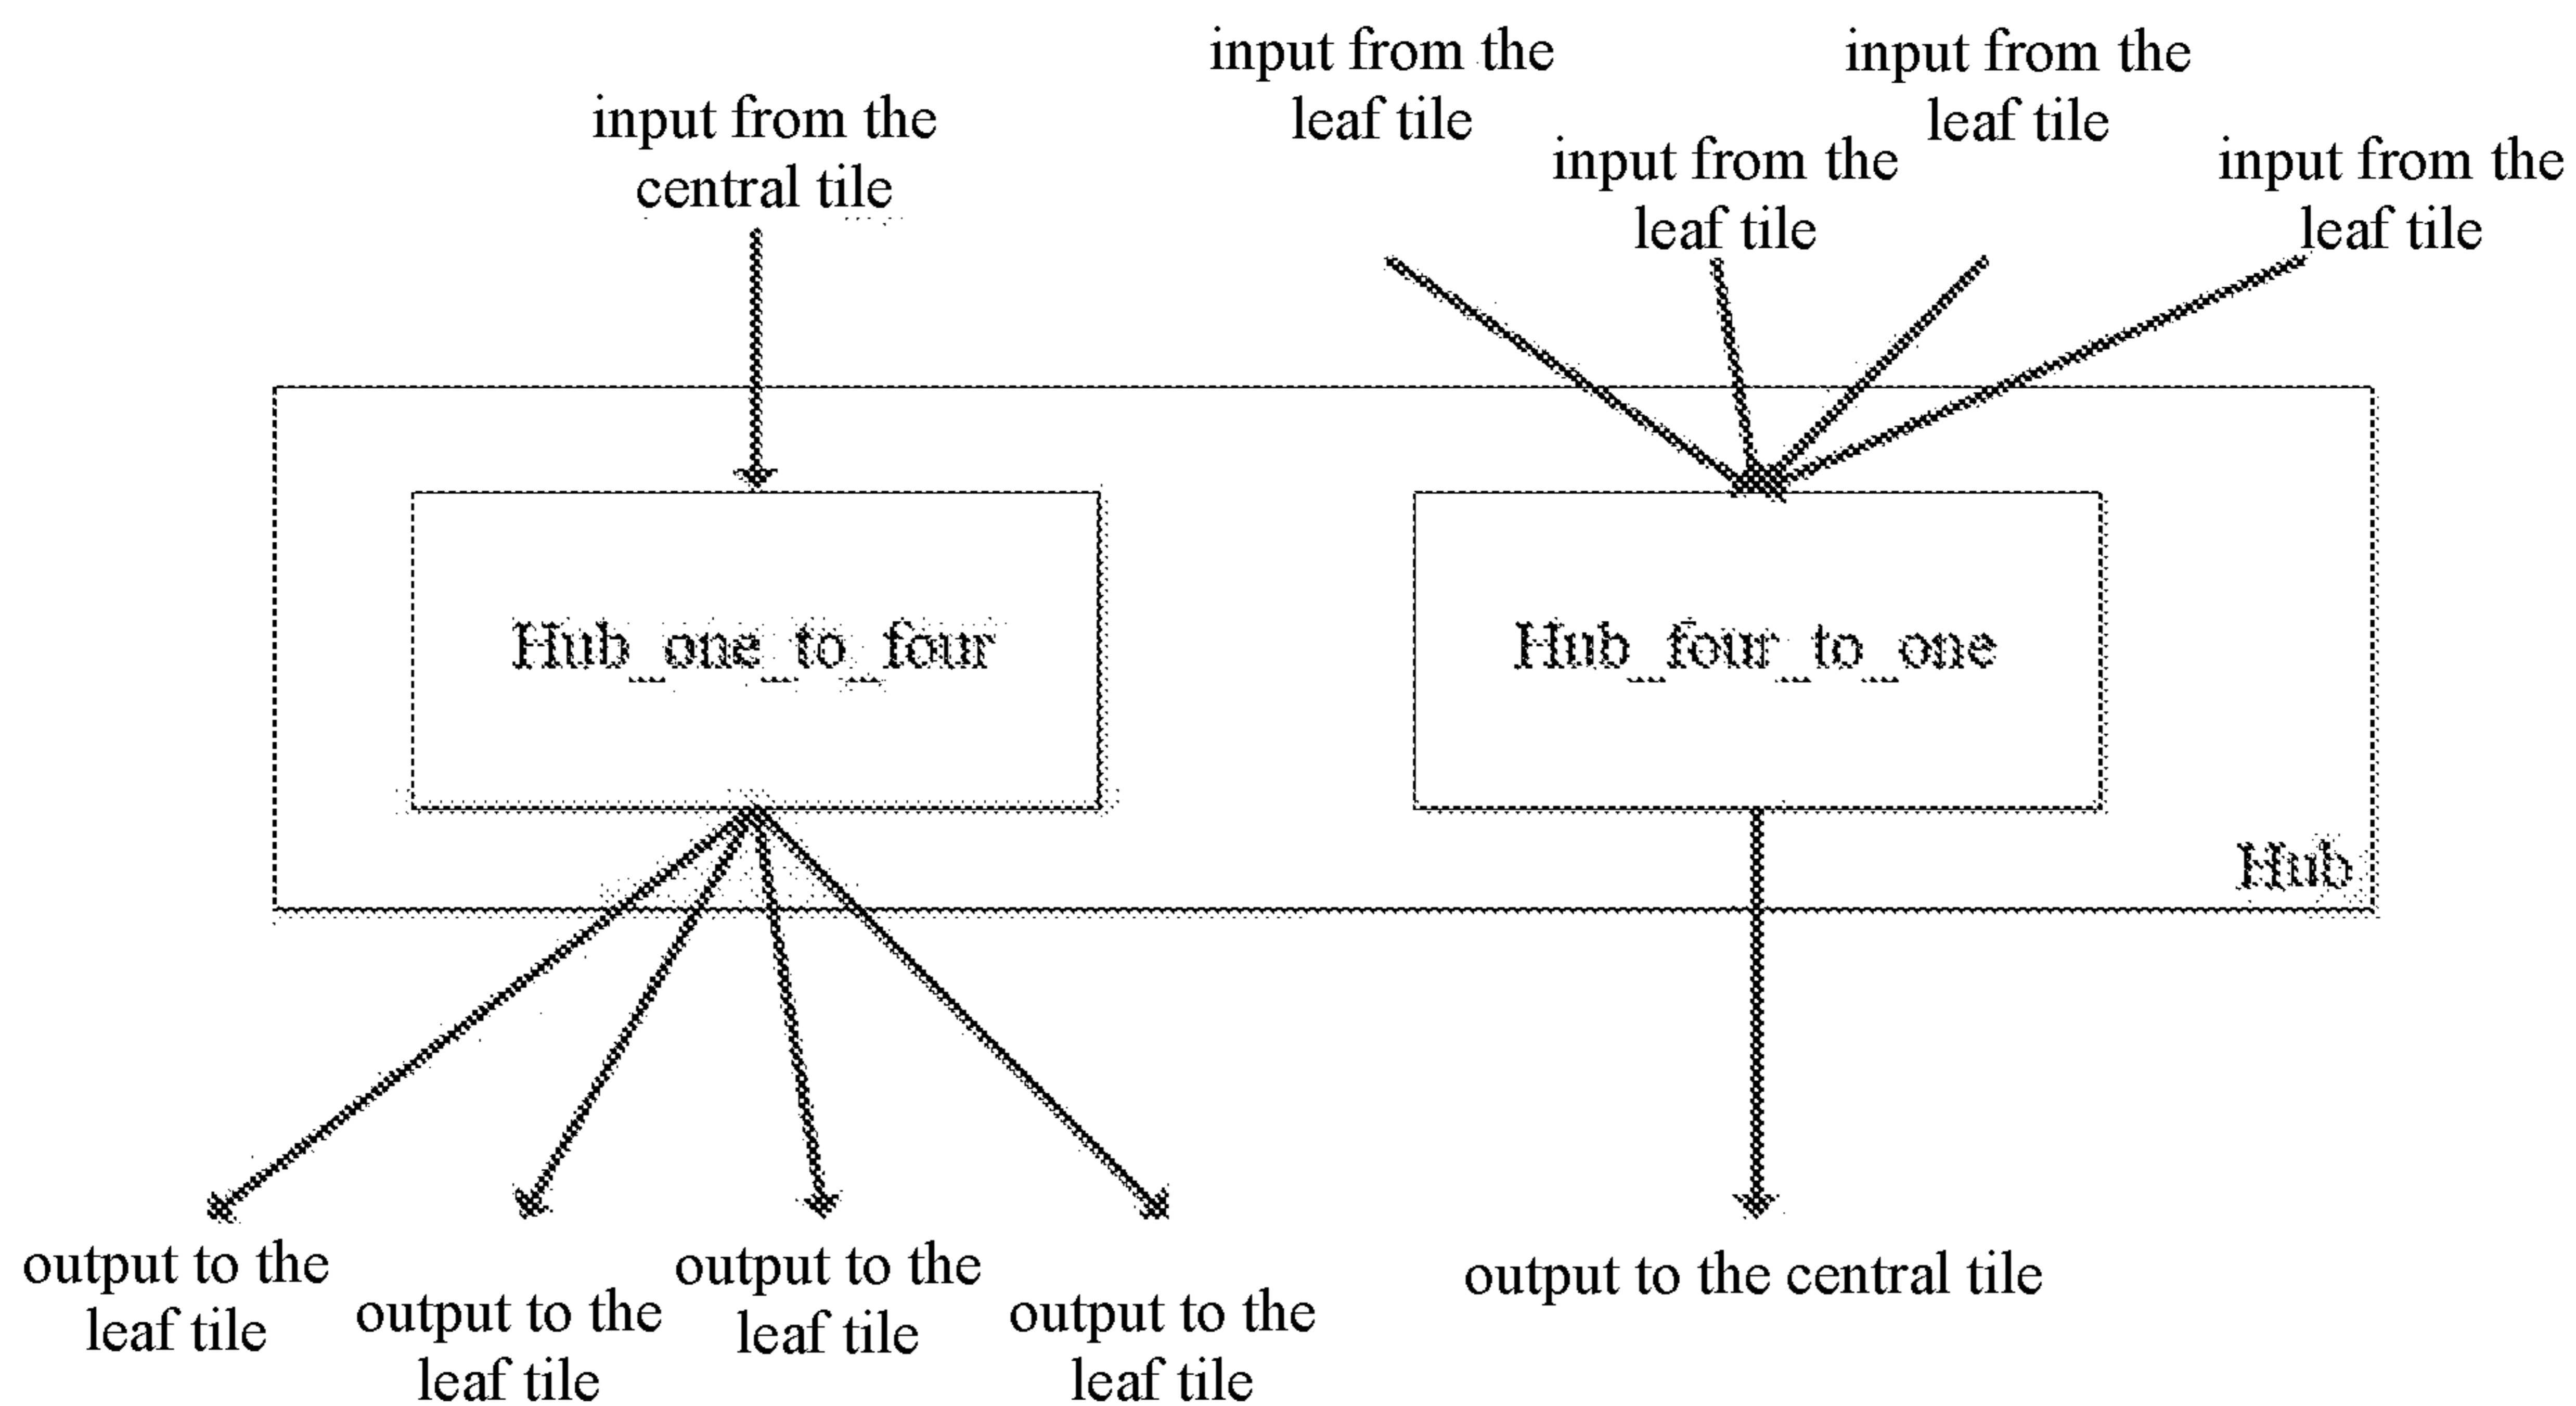 input from the
central tile
input from the
leaf tile
input from the
leaf tile
input from the
leaf tile
input from the
leaf tile
Hub_one_to_four
Hub_four_to_one
Hub
output to the
leaf tile
output to the
leaf tile
output to the
leaf tile
output to the
leaf tile
output to the central tile